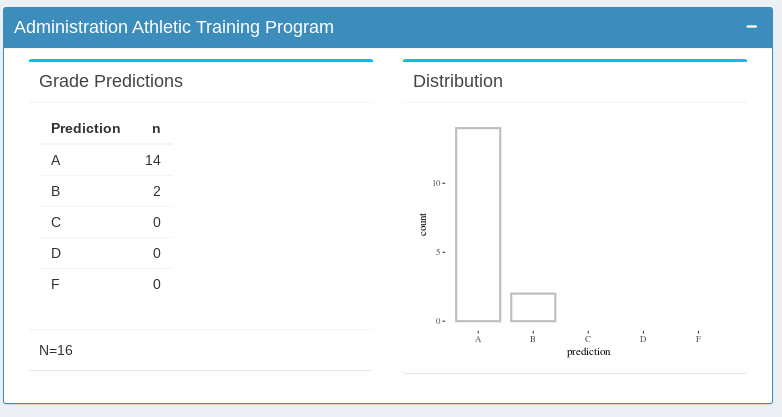 Administration Athletic Training Program
Grade Predictions
Prediction n
A 14
B 2
C 0
D 0
F 0
N=16
Distribution
10
5
0
count
A B C D F
prediction